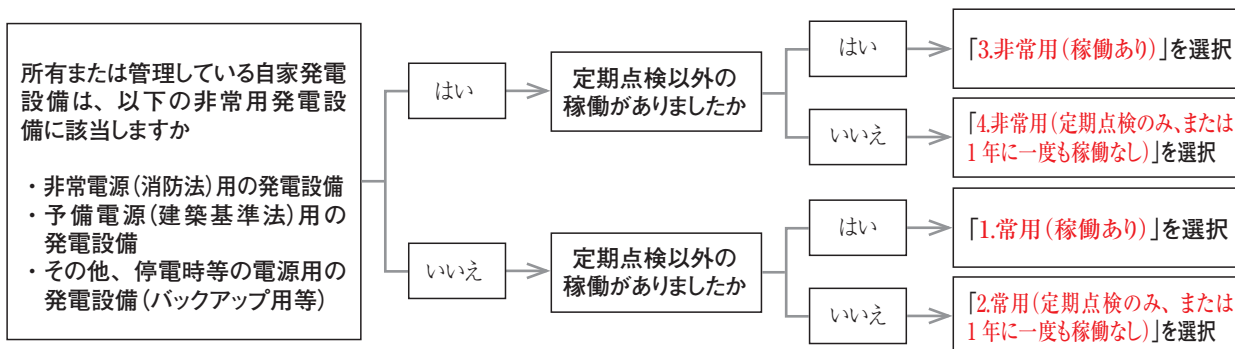 所有または管理している自家発電
設備は、以下の非常用発電設
備に該当しますか
・非常電源(消防法)用の発電設備
・予備電源(建築基準法)用の
発電設備
・その他、停電時等の電源用の
発電設備(バックアップ用等)
はい
定期点検以外の
稼働がありましたか
はい
「3.非常用(稼働あり)」を選択
いいえ
「4.非常用(定期点検のみ、または
1年に一度も稼働なし)」を選択
いいえ
定期点検以外の
稼働がありましたか
はい
「1.常用(稼働あり)」を選択
いいえ
「2.常用(定期点検のみ、または
1年に一度も稼働なし)」を選択